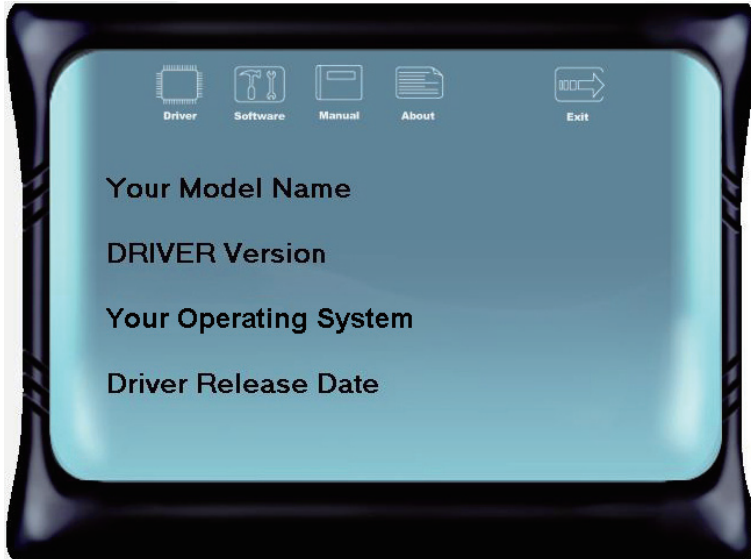 Driver Software Manual About Exit
Your Model Name
DRIVER Version
Your Operating System
Driver Release Date